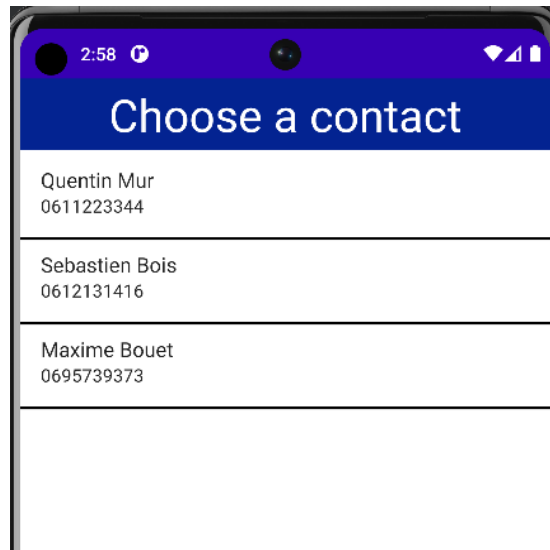 2:58
Choose a contact
Quentin Mur
0611223344
Sebastien Bois
0612131416
Maxime Bouet
0695739373